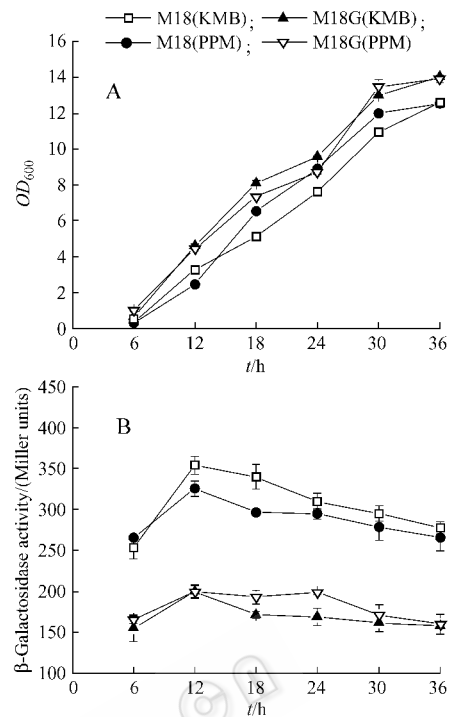 M18(KMB); M18G(KMB);
M18(PPM); M18G(PPM)
16
14
12
10
8
6
4
2
0
A
OD600
0 6 12 18 24 30 36
t/h
450
400
350
300
250
200
150
100
B
β-Galactosidase activity/(Miller units)
0 6 12 18 24 30 36
t/h